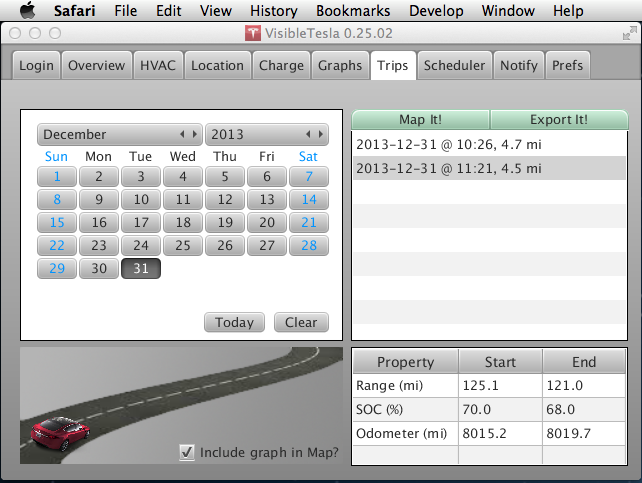 Safari File Edit View History Bookmarks Develop Window Help
VisibleTesla 0.25.02
Login Overview HVAC Location Charge Graphs Trips Scheduler Notify Prefs
December 2013
Sun Mon Tue Wed Thu Fri Sat
1 2 3 4 5 6 7
8 9 10 11 12 13 14
15 16 17 18 19 20 21
22 23 24 25 26 27 28
29 30 31
Today Clear
Map It! Export It!
2013-12-31 @ 10:26, 4.7 mi
2013-12-31 @ 11:21, 4.5 mi
Include graph in Map?
Property Start End
Range (mi) 125.1 121.0
SOC (%) 70.0 68.0
Odometer (mi) 8015.2 8019.7